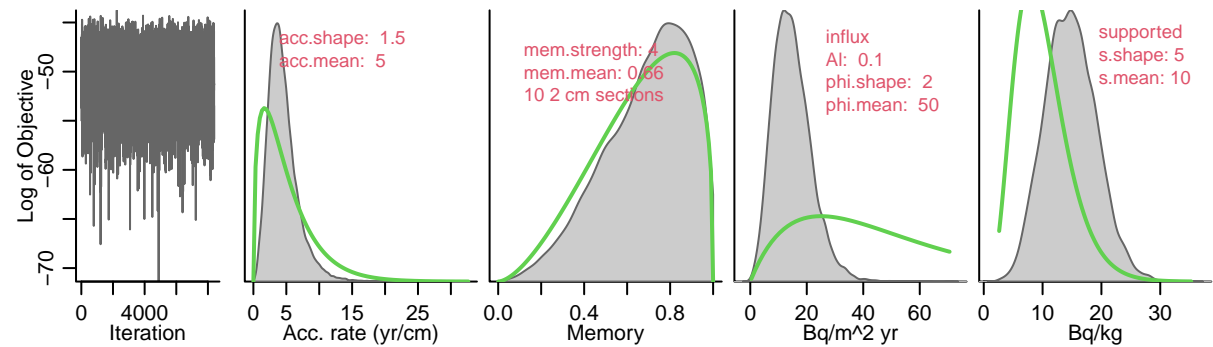 Log of Objective
−50
−60
−70
0
4000
Iteration
acc.shape: 1.5
acc.mean: 5
0
5
15
25
Acc. rate (yr/cm)
mem.strength: 4
mem.mean: 0.66
10 2 cm sections
0.0
0.4
0.8
Memory
influx
Al: 0.1
phi.shape: 2
phi.mean: 50
0
20
40
60
Bq/m^2 yr
supported
s.shape: 5
s.mean: 10
0
10
20
30
Bq/kg